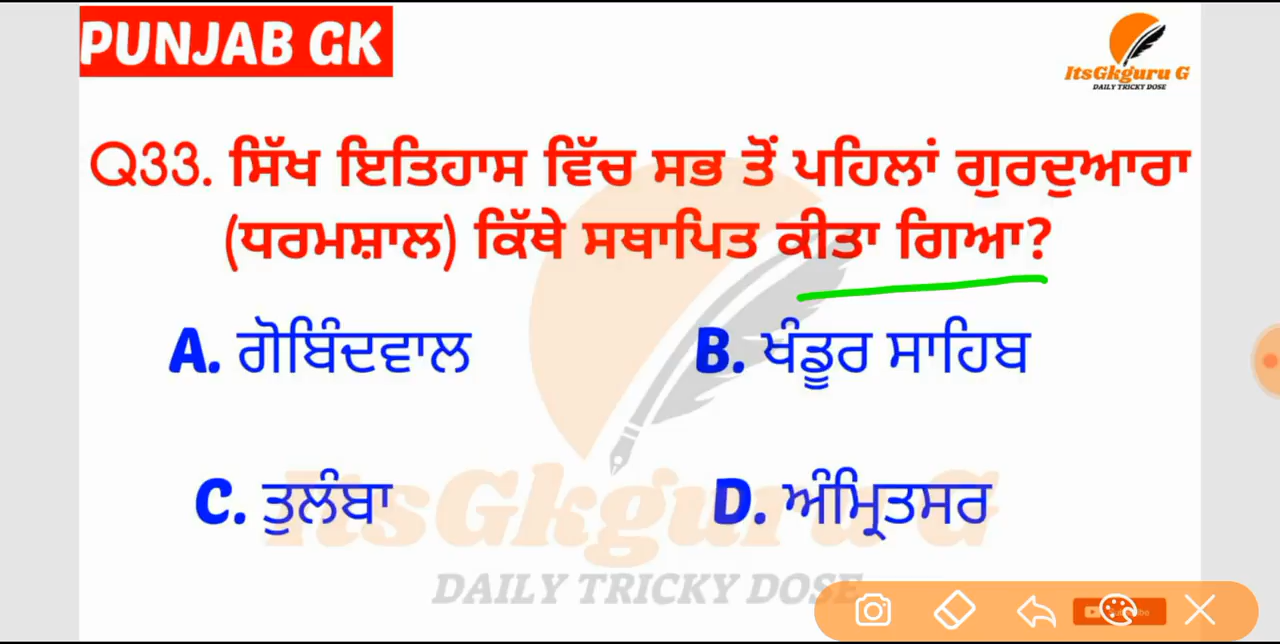 PUNJAB GK
ItsGkguru G
DAILY TRICKY DOSE
Q33. ਸਿੱਖ ਇਤਿਹਾਸ ਵਿੱਚ ਸਭ ਤੋਂ ਪਹਿਲਾਂ ਗੁਰਦੁਆਰਾ
(ਧਰਮਸ਼ਾਲ) ਕਿੱਥੇ ਸਥਾਪਿਤ ਕੀਤਾ ਗਿਆ?
A. ਗੋਬਿੰਦਵਾਲ
B. ਖੰਡੂਰ ਸਾਹਿਬ
C. ਤੁਲੰਬਾ
D. ਅੰਮ੍ਰਿਤਸਰ
ItsGkguru G
DAILY TRICKY DOSE